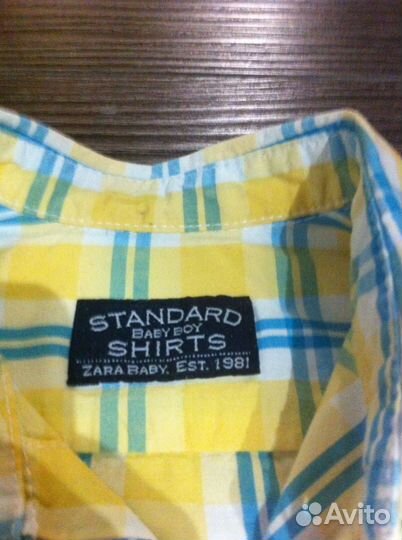 STANDARD
BABY BOY
SHIRTS
ZARA BABY, EST. 1981
Avito